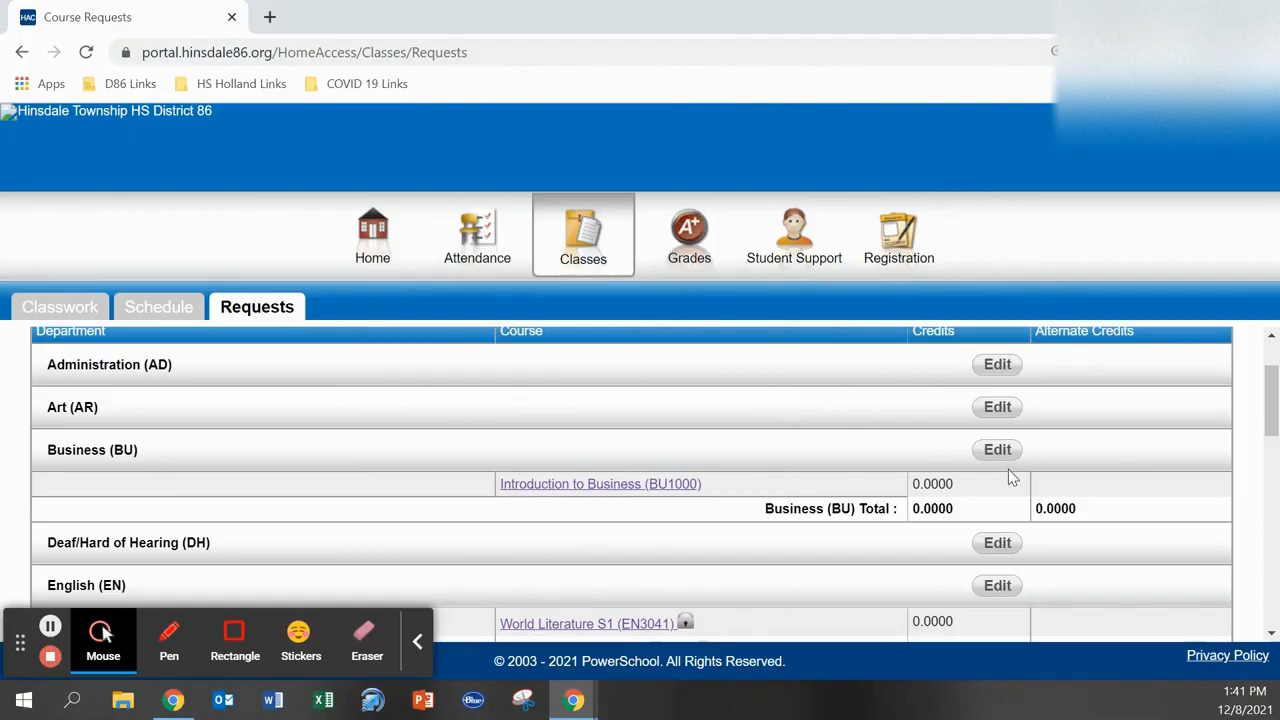 HAC Course Requests
portal.hinsdale86.org/HomeAccess/Classes/Requests
Apps D86 Links HS Holland Links COVID 19 Links
Hinsdale Township HS District 86
Home Attendance Classes Grades Student Support Registration
Classwork Schedule Requests
Department Course Credits Alternate Credits
Administration (AD) Edit
Art (AR) Edit
Business (BU) Edit
Introduction to Business (BU1000) 0.0000
Business (BU) Total : 0.0000 0.0000
Deaf/Hard of Hearing (DH) Edit
English (EN) Edit
World Literature S1 (EN3041) 0.0000
Mouse Pen Rectangle Stickers Eraser
© 2003 - 2021 PowerSchool. All Rights Reserved.
Privacy Policy
Blue
1:41 PM
12/8/2021